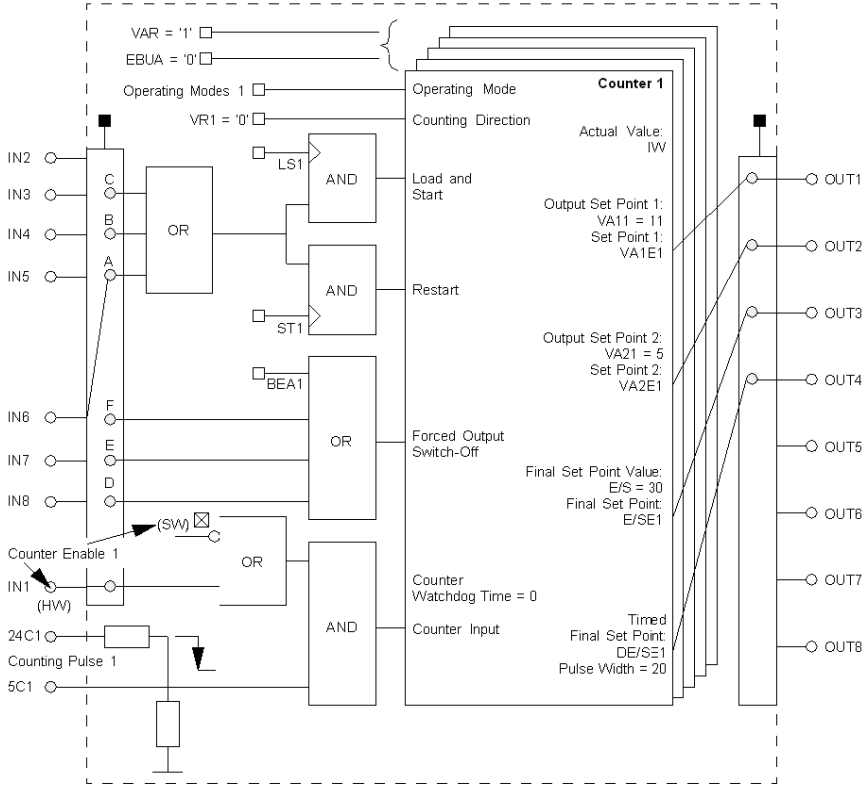 VAR = '1'
EBUA = '0'
Operating Modes 1
VR1 = '0'
Operating Mode
Counter 1
Counting Direction
Actual Value:
IW
IN2
IN3
IN4
IN5
C
B
A
OR
LS1
AND
Load and
Start
AND
Restart
ST1
Output Set Point 1:
VA11 = 11
Set Point 1:
VA1E1
OUT1
OUT2
OUT3
OUT4
OUT5
OUT6
OUT7
OUT8
Output Set Point 2:
VA21 = 5
Set Point 2:
VA2E1
BEA1
IN6
IN7
IN8
F
E
D
OR
Forced Output
Switch-Off
Final Set Point Value:
E/S = 30
Final Set Point:
E/SE1
(SW)
Counter Enable 1
IN1
(HW)
OR
Counter
Watchdog Time = 0
AND
Counter Input
24C1
Counting Pulse 1
5C1
Timed
Final Set Point:
DE/SE1
Pulse Width = 20